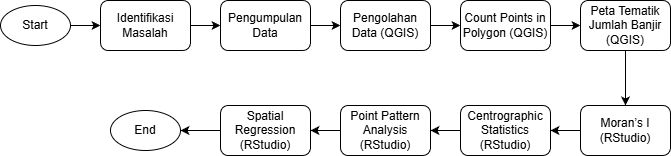 Start
Identifikasi
Masalah
Pengumpulan
Data
Pengolahan
Data (QGIS)
Count Points in
Polygon (QGIS)
Peta Tematik
Jumlah Banjir
(QGIS)
Moran's I
(RStudio)
Centrographic
Statistics
(RStudio)
Point Pattern
Analysis
(RStudio)
Spatial
Regression
(RStudio)
End